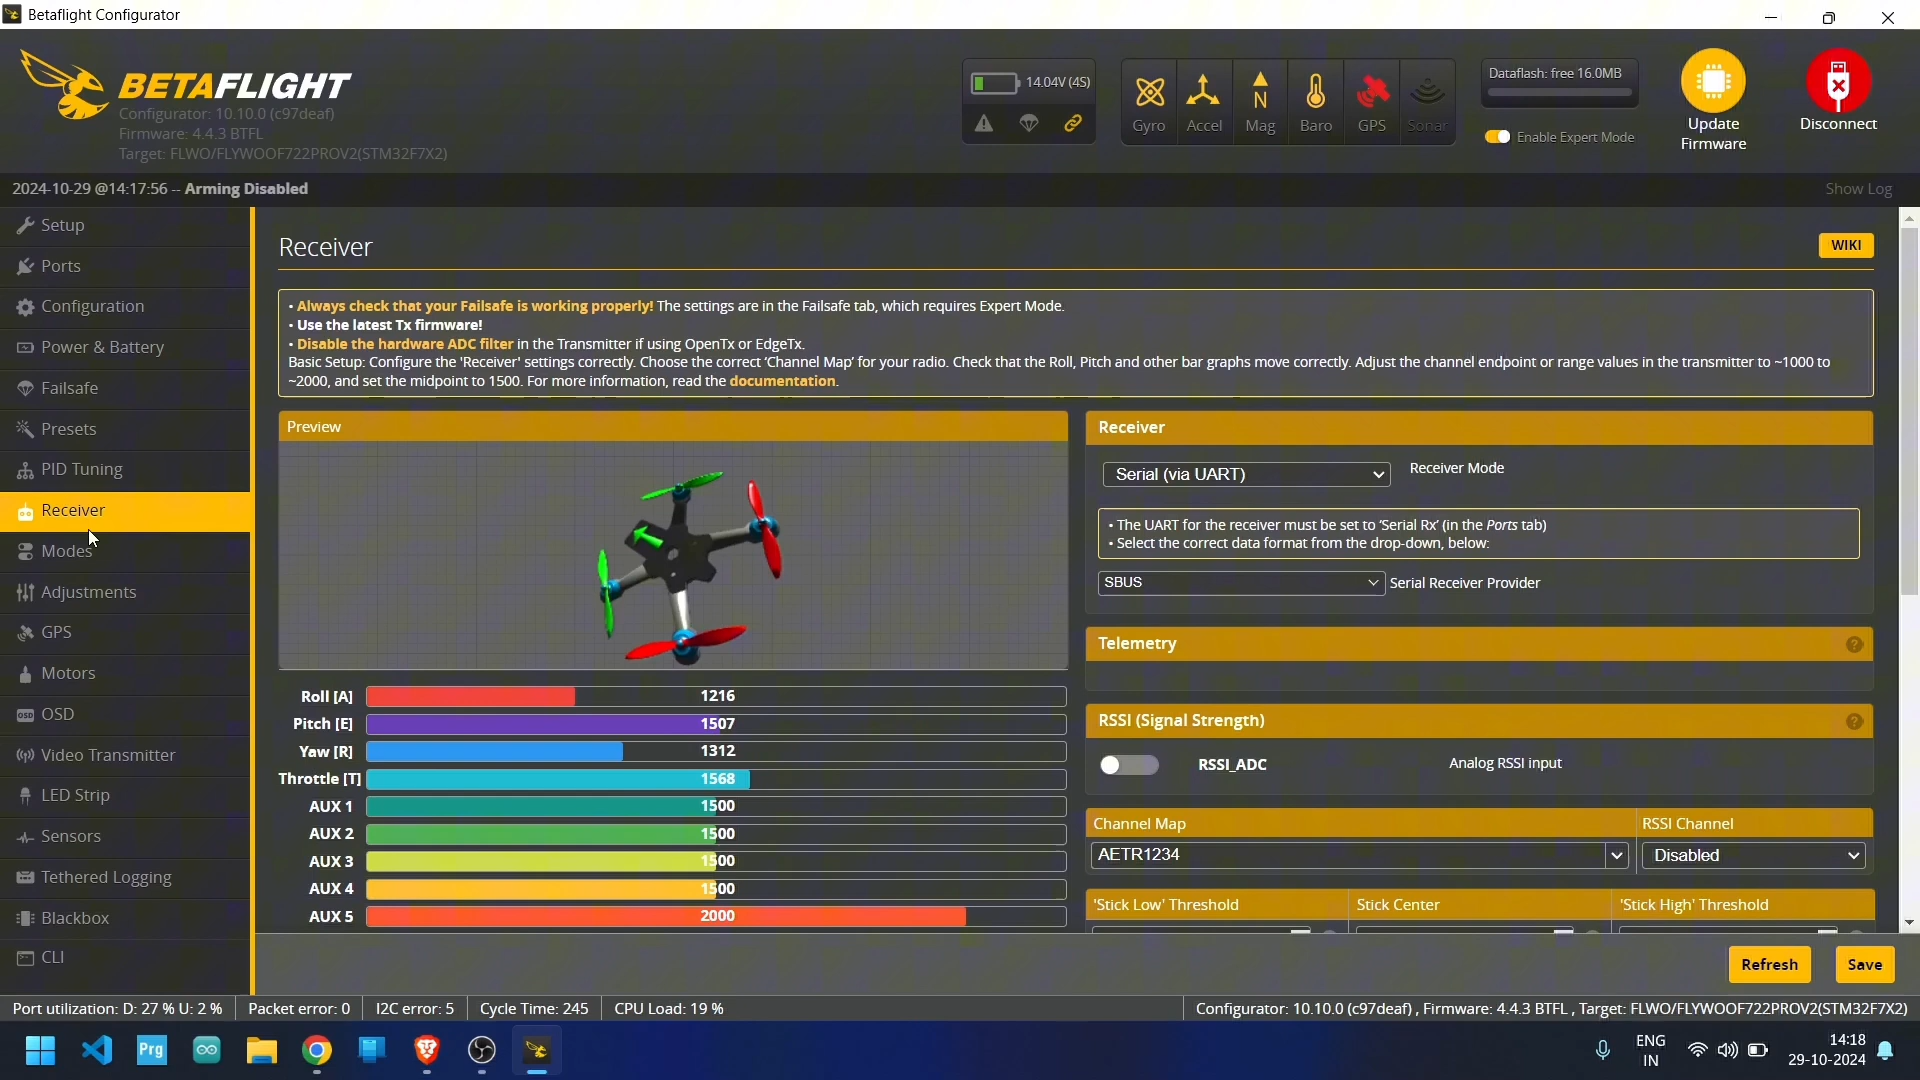 Betaflight Configurator
BETAFLIGHT
Configurator: 10.10.0 (c97deaf)
Firmware: 4.4.3 BTFL
Target: FLWO/FLYWOOF722PROV2(STM32F7X2)
14.04V (4S)
Gyro
Accel
N
Mag
Baro
GPS
Sonar
Dataflash: free 16.0MB
Enable Expert Mode
Update
Firmware
Disconnect
2024-10-29 @14:17:56 -- Arming Disabled
Show Log
Setup
Ports
Configuration
Power & Battery
Failsafe
Presets
PID Tuning
Receiver
Modes
Adjustments
GPS
Motors
OSD
Video Transmitter
LED Strip
Sensors
Tethered Logging
Blackbox
CLI
Receiver
WIKI
• Always check that your Failsafe is working properly! The settings are in the Failsafe tab, which requires Expert Mode.
• Use the latest Tx firmware!
• Disable the hardware ADC filter in the Transmitter if using OpenTx or EdgeTx.
Basic Setup: Configure the 'Receiver' settings correctly. Choose the correct 'Channel Map' for your radio. Check that the Roll, Pitch and other bar graphs move correctly. Adjust the channel endpoint or range values in the transmitter to ~1000 to
~2000, and set the midpoint to 1500. For more information, read the documentation.
Preview
Roll [A] 1216
Pitch [E] 1507
Yaw [R] 1312
Throttle [T] 1568
AUX 1 1500
AUX 2 1500
AUX 3 1500
AUX 4 1500
AUX 5 2000
Receiver
Serial (via UART) Receiver Mode
• The UART for the receiver must be set to 'Serial Rx' (in the Ports tab)
• Select the correct data format from the drop-down, below:
SBUS Serial Receiver Provider
Telemetry
RSSI (Signal Strength)
RSSI_ADC Analog RSSI input
Channel Map RSSI Channel
AETR1234 Disabled
'Stick Low' Threshold Stick Center 'Stick High' Threshold
Refresh Save
Port utilization: D: 27 % U: 2 % Packet error: 0 I2C error: 5 Cycle Time: 245 CPU Load: 19 %
Configurator: 10.10.0 (c97deaf) , Firmware: 4.4.3 BTFL , Target: FLWO/FLYWOOF722PROV2(STM32F7X2)
Prg
ENG
IN
14:18
29-10-2024